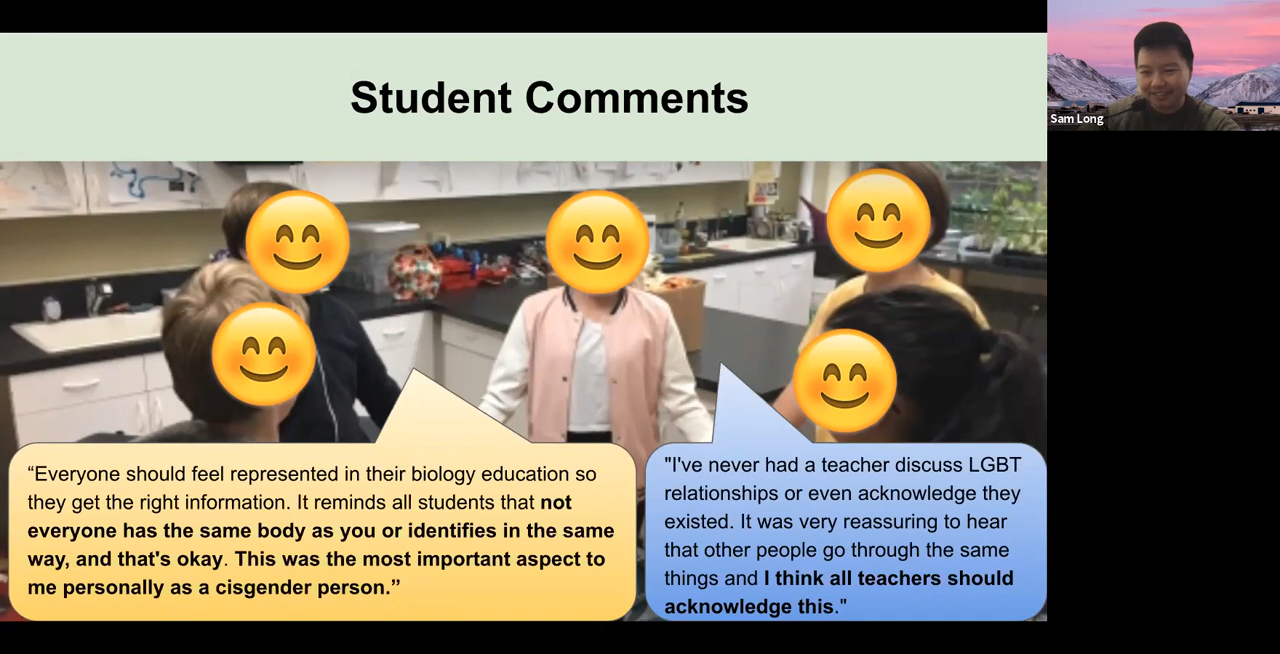 Student Comments
Sam Long
“Everyone should feel represented in their biology education so
they get the right information. It reminds all students that not
everyone has the same body as you or identifies in the same
way, and that's okay. This was the most important aspect to
me personally as a cisgender person.”
"I've never had a teacher discuss LGBT
relationships or even acknowledge they
existed. It was very reassuring to hear
that other people go through the same
things and I think all teachers should
acknowledge this."